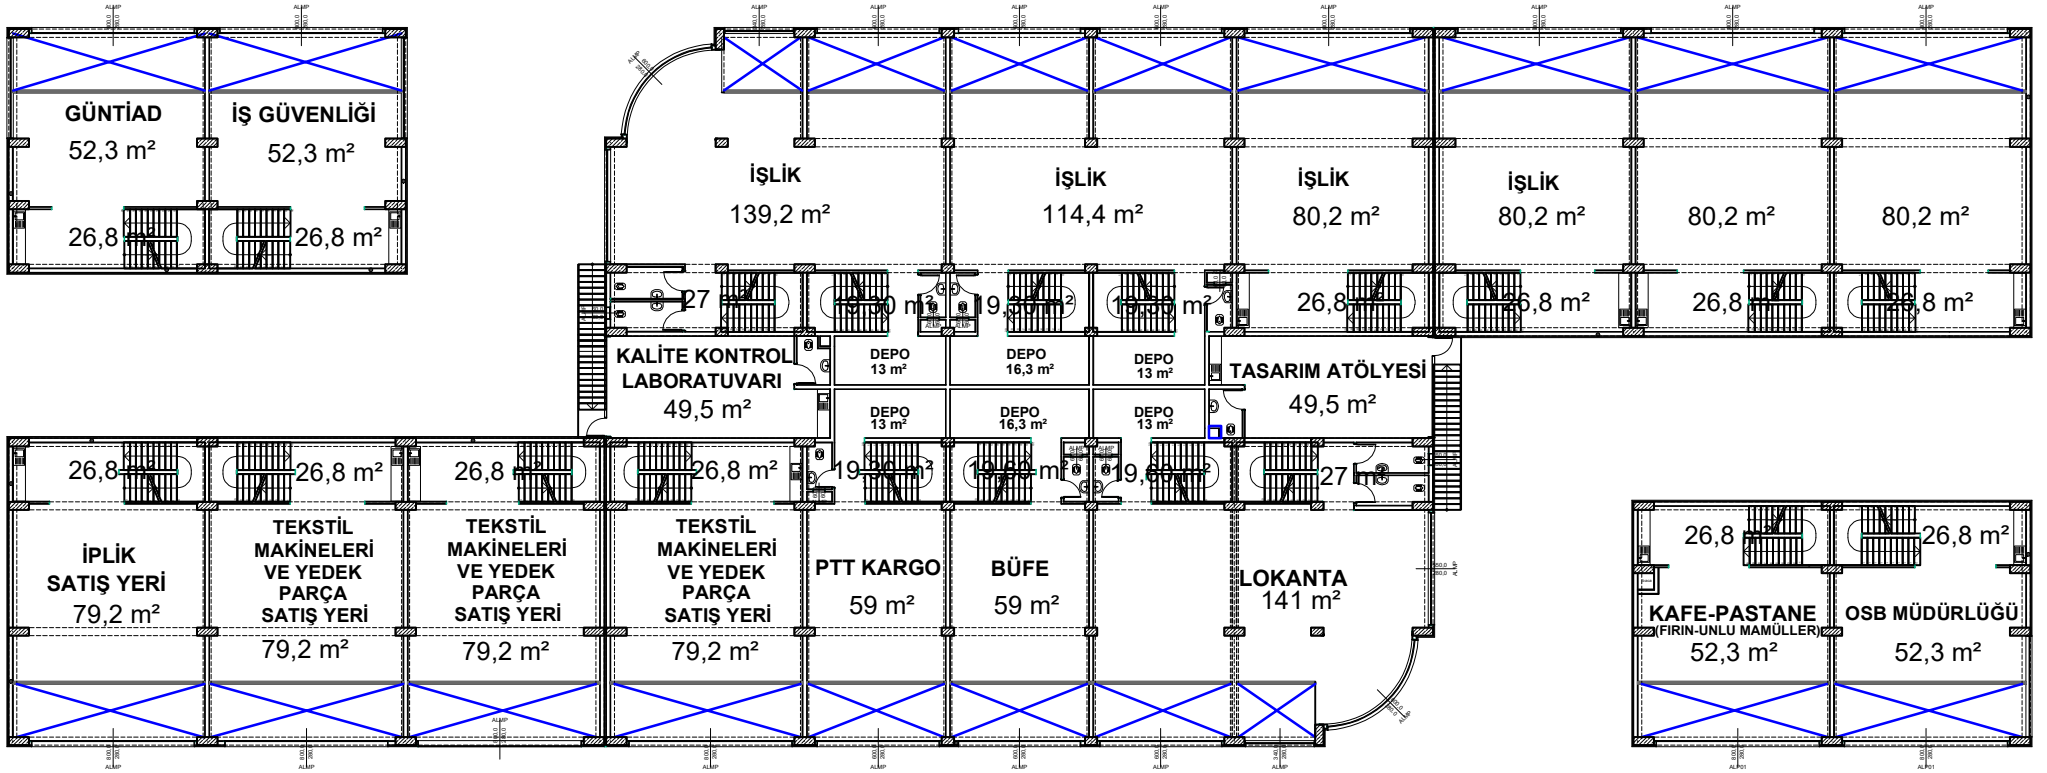 GÜNTİAD
52,3 m²
İŞ GÜVENLİĞİ
52,3 m²
26,8 m²
26,8 m²
İŞLİK
139,2 m²
İŞLİK
114,4 m²
İŞLİK
80,2 m²
İŞLİK
80,2 m²
80,2 m²
80,2 m²
27 m²
19,30 m²
19,30 m²
19,30 m²
26,8 m²
26,8 m²
26,8 m²
26,8 m²
KALİTE KONTROL
LABORATUVARI
49,5 m²
DEPO
13 m²
DEPO
16,3 m²
DEPO
13 m²
TASARIM ATÖLYESİ
49,5 m²
DEPO
13 m²
DEPO
16,3 m²
DEPO
13 m²
26,8 m²
26,8 m²
26,8 m²
26,8 m²
19,30 m²
19,60 m²
19,60 m²
27 m²
İPLİK
SATIŞ YERİ
79,2 m²
TEKSTİL
MAKİNELERİ
VE YEDEK
PARÇA
SATIŞ YERİ
79,2 m²
TEKSTİL
MAKİNELERİ
VE YEDEK
PARÇA
SATIŞ YERİ
79,2 m²
TEKSTİL
MAKİNELERİ
VE YEDEK
PARÇA
SATIŞ YERİ
79,2 m²
PTT KARGO
59 m²
BÜFE
59 m²
LOKANTA
141 m²
26,8 m²
26,8 m²
KAFE-PASTANE
(FIRIN-UNLU MAMÜLLER)
52,3 m²
OSB MÜDÜRLÜĞÜ
52,3 m²